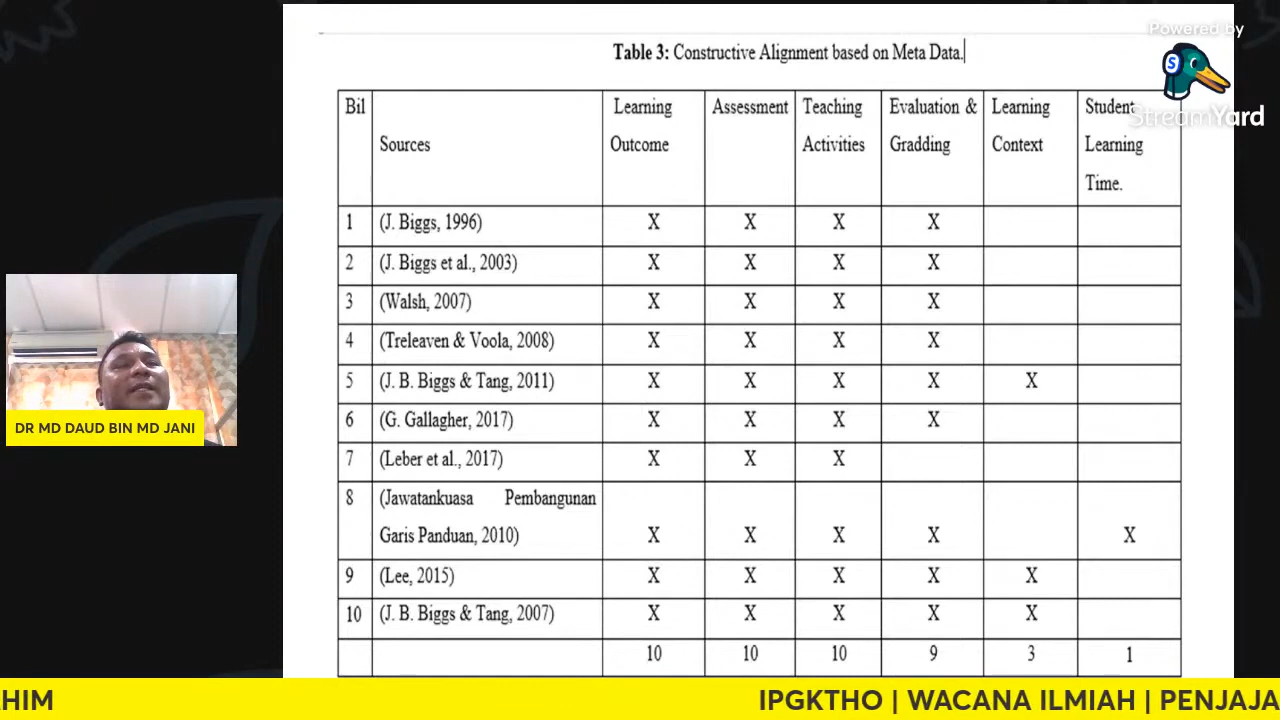 Powered by
StreamYard
Table 3: Constructive Alignment based on Meta Data.
Bil Sources Learning Outcome Assessment Teaching Activities Evaluation & Gradding Learning Context Student Learning Time.
1 (J. Biggs, 1996) X X X X
2 (J. Biggs et al., 2003) X X X X
3 (Walsh, 2007) X X X X
4 (Treleaven & Voola, 2008) X X X X
5 (J. B. Biggs & Tang, 2011) X X X X X
6 (G. Gallagher, 2017) X X X X
7 (Leber et al., 2017) X X X
8 (Jawatankuasa Pembangunan
Garis Panduan, 2010) X X X X X
9 (Lee, 2015) X X X X X
10 (J. B. Biggs & Tang, 2007) X X X X X
10 10 10 9 3 1
DR MD DAUD BIN MD JANI
HIM IPGKTHO | WACANA ILMIAH | PENJAJA